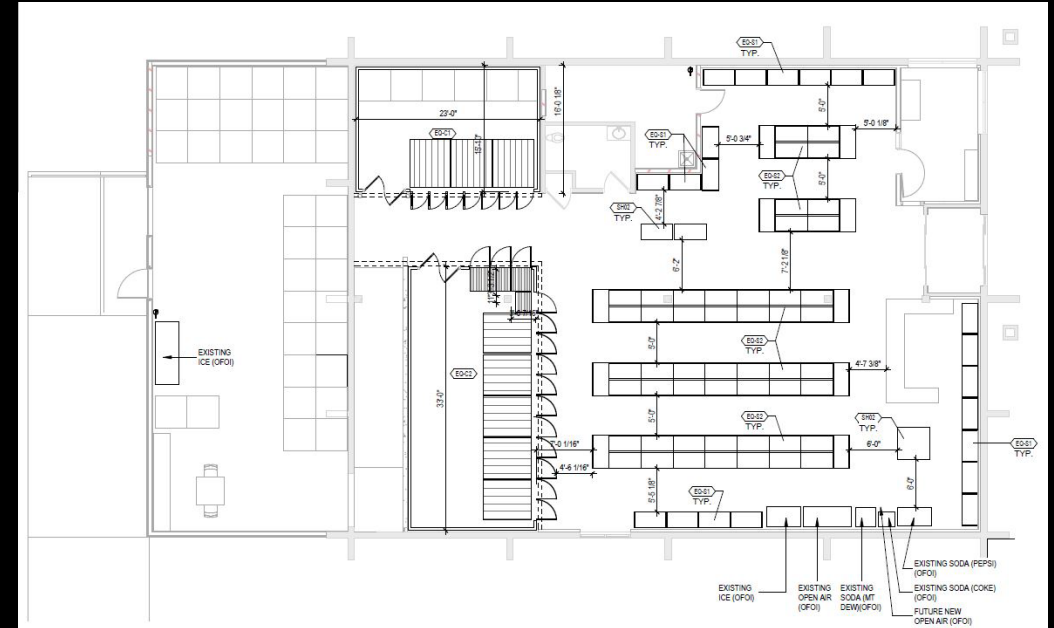 EQ-S1
TYP.
23'-0"
16'-0 1/8"
5'-0"
5'-0 1/8"
EQ-C1
EQ-S1
TYP.
5'-0 3/4"
EQ-S2
TYP.
5'-0"
SH02
TYP.
4'-2 7/8"
6'-2"
7'-2 1/8"
EXISTING
ICE (OFOI)
EQ-C2
33'-0"
5'-0"
EQ-S2
TYP.
4'-7 3/8"
5'-0"
EQ-S2
TYP.
SH02
TYP.
6'-0"
EQ-S1
TYP.
4'-6 1/16"
5'-5 1/8"
EQ-S1
TYP.
6'-0"
EXISTING
ICE (OFOI)
EXISTING
OPEN AIR
(OFOI)
EXISTING
SODA (MT
DEW)(OFOI)
EXISTING SODA (PEPSI)
(OFOI)
EXISTING SODA (COKE)
(OFOI)
FUTURE NEW
OPEN AIR (OFOI)